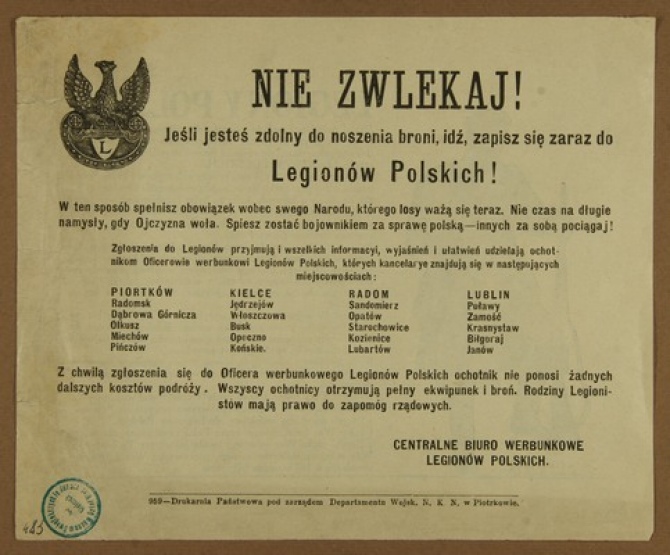 NIE ZWLEKAJ!
Jeśli jesteś zdolny do noszenia broni, idź, zapisz się zaraz do
Legionów Polskich!
L
W ten sposób spełnisz obowiązek wobec swego Narodu, którego losy ważą się teraz. Nie czas na długie
namysły, gdy Ojczyzna woła. Spiesz zostać bojownikiem za sprawę polską—innych za sobą pociągaj!
Zgłoszenia do Legionów przyjmują i wszelkich informacyi, wyjaśnień i ułatwień udzielają ochot-
nikom Oficerowie werbunkowi Legionów Polskich, których kancelarye znajdują się w następujących
miejscowościach:
PIORTKÓW KIELCE RADOM LUBLIN
Radomsk Jędrzejów Sandomierz Puławy
Dąbrowa Górnicza Włoszczowa Opatów Zamość
Olkusz Busk Starochowice Krasnystaw
Miechów Opoczno Kozienice Biłgoraj
Pińczów Końskie. Lubartów Janów
Z chwilą zgłoszenia się do Oficera werbunkowego Legionów Polskich ochotnik nie ponosi żadnych
dalszych kosztów podróży. Wszyscy ochotnicy otrzymują pełny ekwipunek i broń. Rodziny Legioni-
stów mają prawo do zapomóg rządowych.
CENTRALNE BIURO WERBUNKOWE
LEGIONÓW POLSKICH.
989—Drukarnia Państwowa pod zarządem Departamentu Wojsk. N. K. N. w Piotrkowie.
485